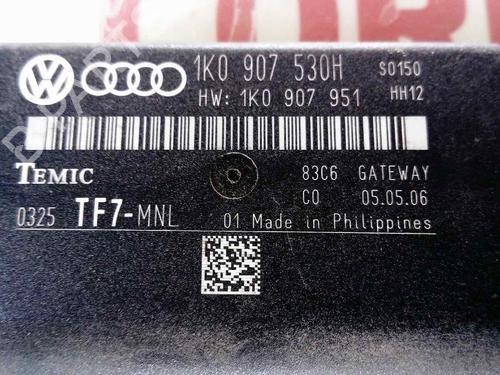 1K0 907 530H S0150
HW: 1K0 907 951 HH12
TEMIC 83C6 GATEWAY
C0 05.05.06
0325 TF7-MNL 01 Made in Philippines